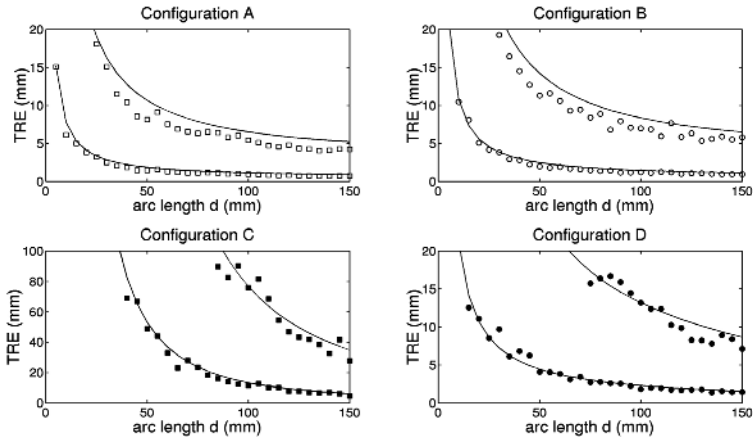 Configuration A
20
15
10
5
0
TRE (mm)
0 50 100 150
arc length d (mm)
Configuration B
20
15
10
5
0
TRE (mm)
0 50 100 150
arc length d (mm)
Configuration C
100
80
60
40
20
0
TRE (mm)
0 50 100 150
arc length d (mm)
Configuration D
20
15
10
5
0
TRE (mm)
0 50 100 150
arc length d (mm)